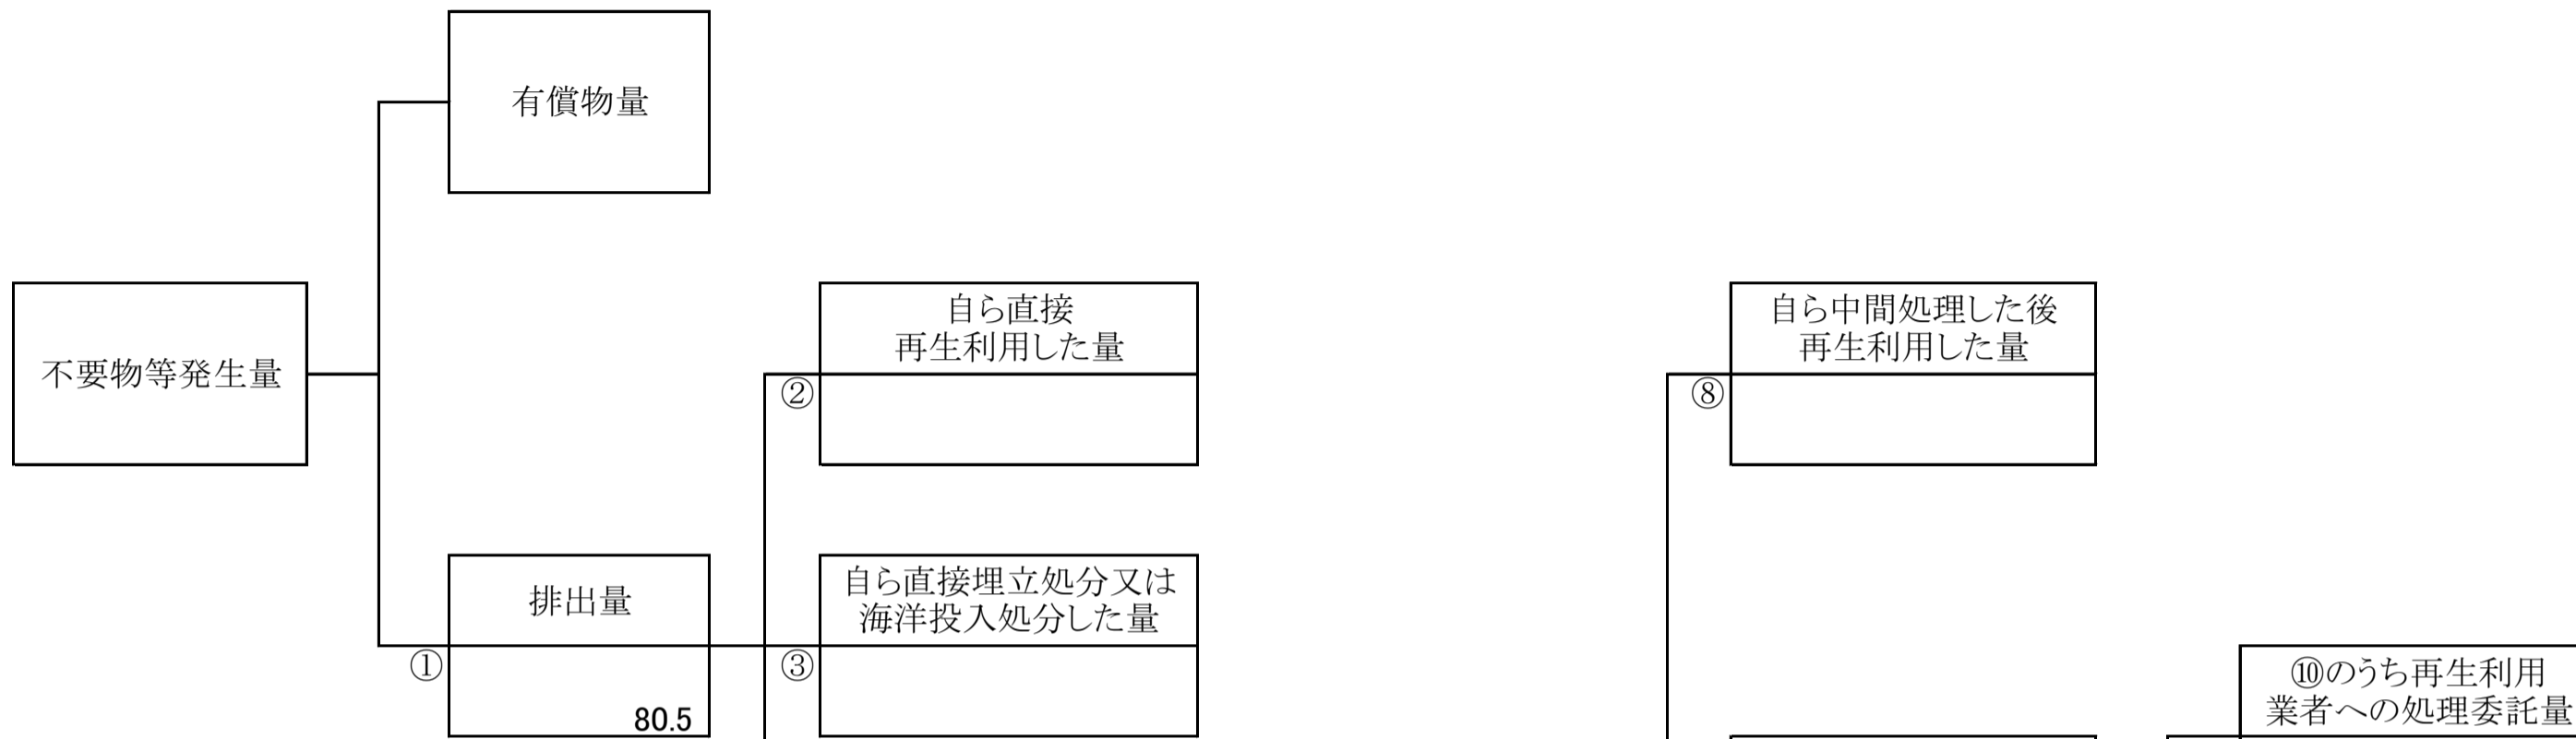 有償物量
不要物等発生量
自ら直接
再生利用した量
②
自ら中間処理した後
再生利用した量
⑧
排出量
①
80.5
自ら直接埋立処分又は
海洋投入処分した量
③
⑩のうち再生利用
業者への処理委託量